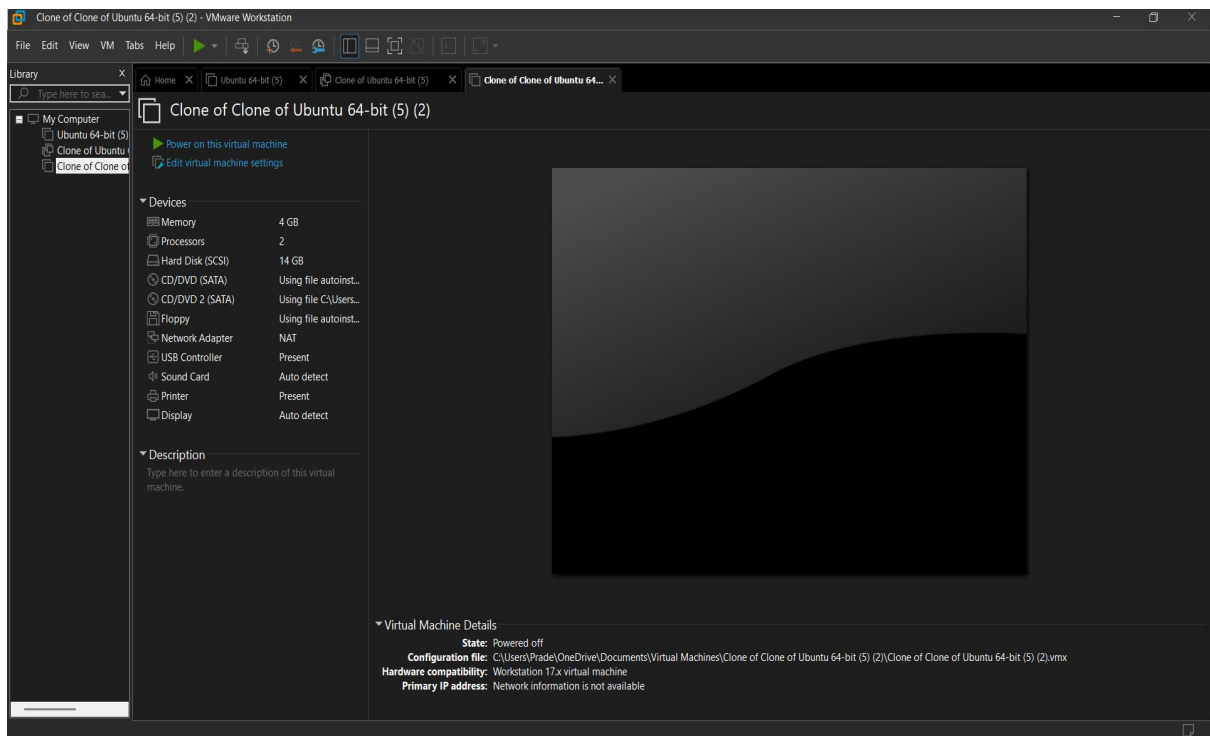 Clone of Clone of Ubuntu 64-bit (5) (2) - VMware Workstation
File Edit View VM Tabs Help
Library X
Type here to sea...
My Computer
Ubuntu 64-bit (5)
Clone of Ubuntu
Clone of Clone of
Home X Ubuntu 64-bit (5) X Clone of Ubuntu 64-bit (5) X Clone of Clone of Ubuntu 64... X
Clone of Clone of Ubuntu 64-bit (5) (2)
Power on this virtual machine
Edit virtual machine settings
Devices
Memory 4 GB
Processors 2
Hard Disk (SCSI) 14 GB
CD/DVD (SATA) Using file autoinst...
CD/DVD 2 (SATA) Using file C:\Users...
Floppy Using file autoinst...
Network Adapter NAT
USB Controller Present
Sound Card Auto detect
Printer Present
Display Auto detect
Description
Type here to enter a description of this virtual
machine.
Virtual Machine Details
State: Powered off
Configuration file: C:\Users\Prade\OneDrive\Documents\Virtual Machines\Clone of Clone of Ubuntu 64-bit (5) (2)\Clone of Clone of Ubuntu 64-bit (5) (2).vmx
Hardware compatibility: Workstation 17.x virtual machine
Primary IP address: Network information is not available